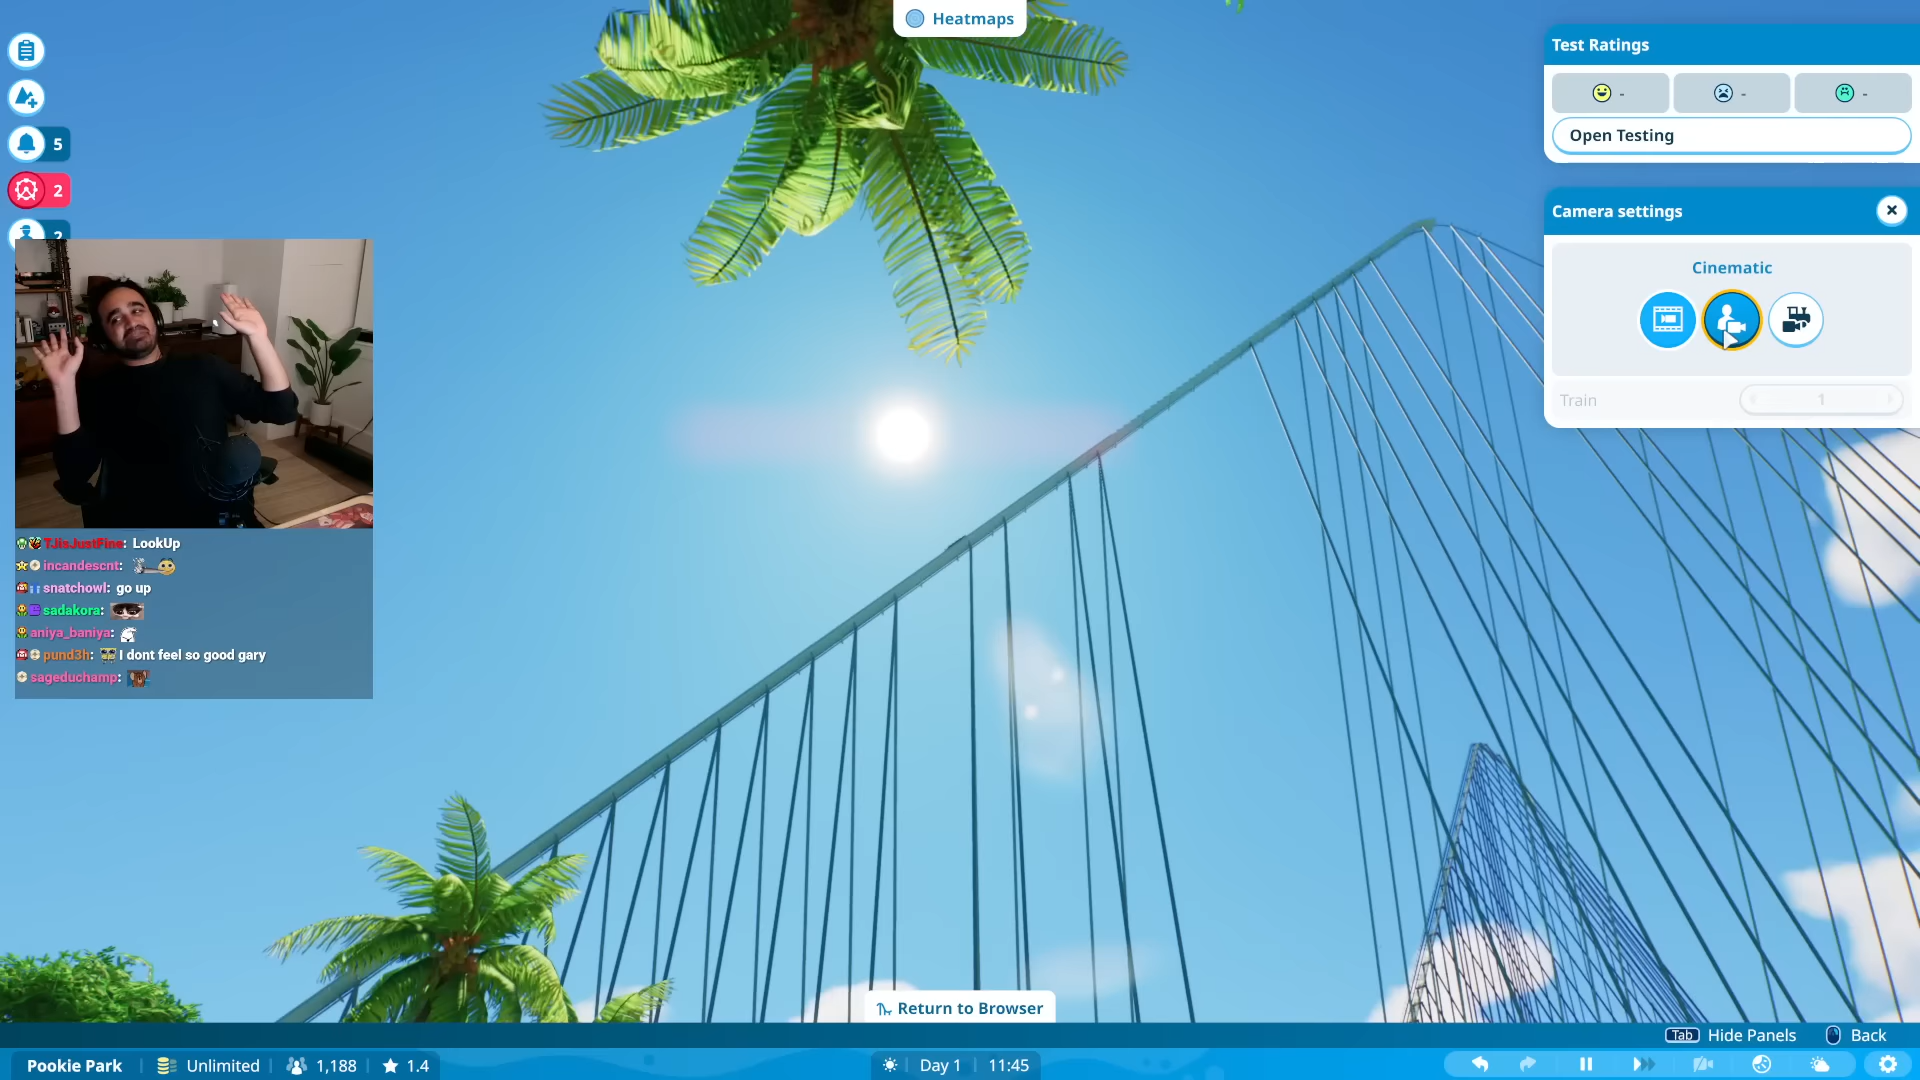 Heatmaps
Test Ratings
-
-
-
Open Testing
5
2
2
Camera settings
Cinematic
Train
1
TJisJustFine: LookUp
incandescnt:
snatchowl: go up
sadakora:
aniya_baniya:
pund3h: I dont feel so good gary
sageduchamp:
Return to Browser
Tab Hide Panels Back
Pookie Park Unlimited 1,188 1.4 Day 1 11:45